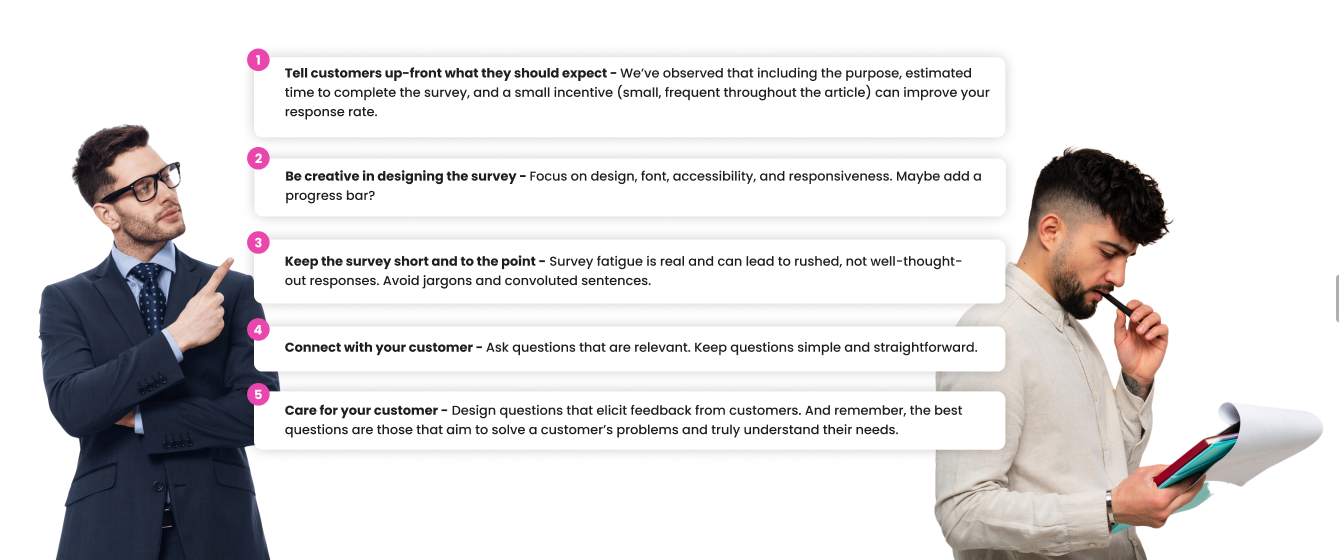 1
Tell customers up-front what they should expect - We've observed that including the purpose, estimated
time to complete the survey, and a small incentive (small, frequent throughout the article) can improve your
response rate.
2
Be creative in designing the survey - Focus on design, font, accessibility, and responsiveness. Maybe add a
progress bar?
3
Keep the survey short and to the point - Survey fatigue is real and can lead to rushed, not well-thought-
out responses. Avoid jargons and convoluted sentences.
4
Connect with your customer - Ask questions that are relevant. Keep questions simple and straightforward.
5
Care for your customer - Design questions that elicit feedback from customers. And remember, the best
questions are those that aim to solve a customer's problems and truly understand their needs.